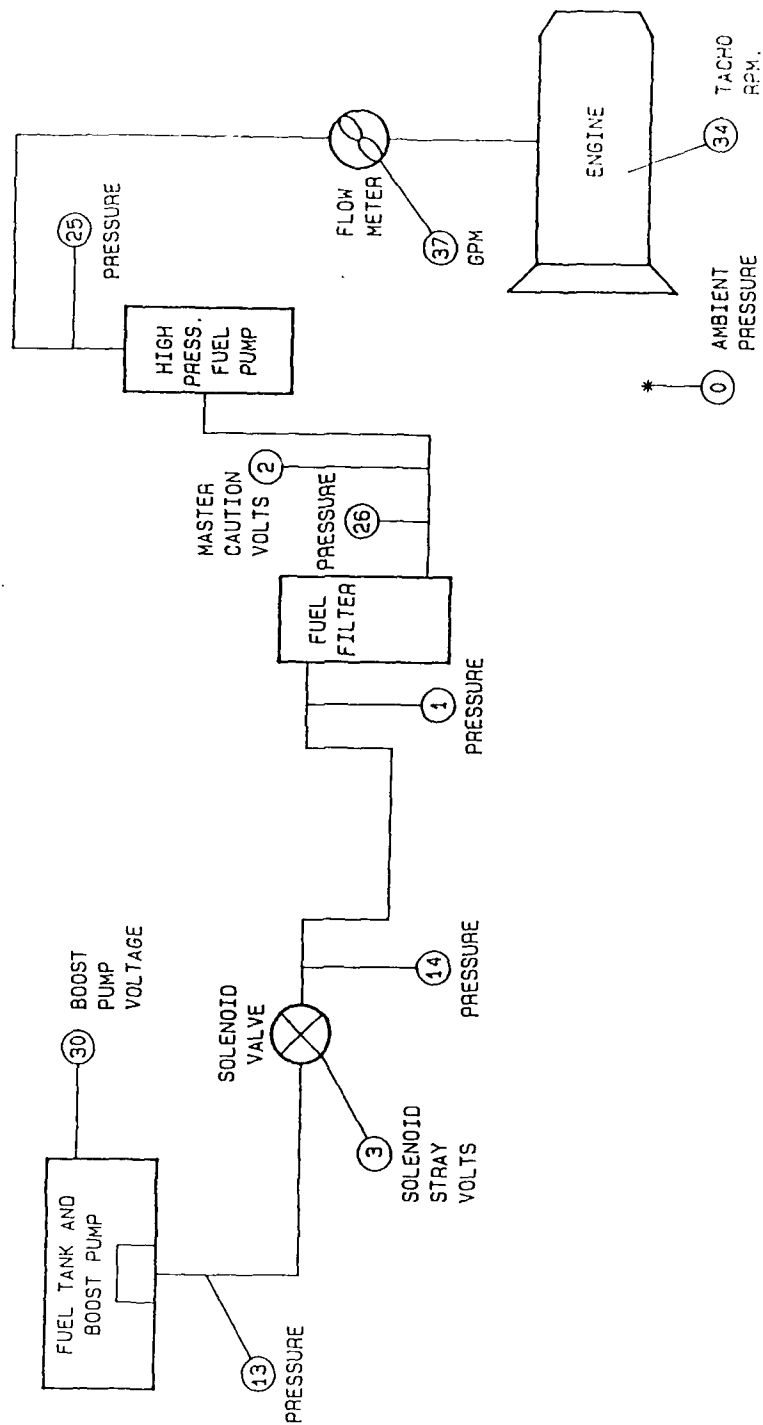 FUEL TANK AND
BOOST PUMP
30
BOOST
PUMP
VOLTAGE
13
PRESSURE
SOLENOID
VALVE
3
SOLENOID
STRAY
VOLTS
14
PRESSURE
1
PRESSURE
FUEL
FILTER
26
PRESSURE
MASTER
CAUTION
VOLTS
2
HIGH
PRESS.
FUEL
PUMP
25
PRESSURE
FLOW
METER
37
GPM
ENGINE
34
TACHO
RPM.
*
0
AMBIENT
PRESSURE